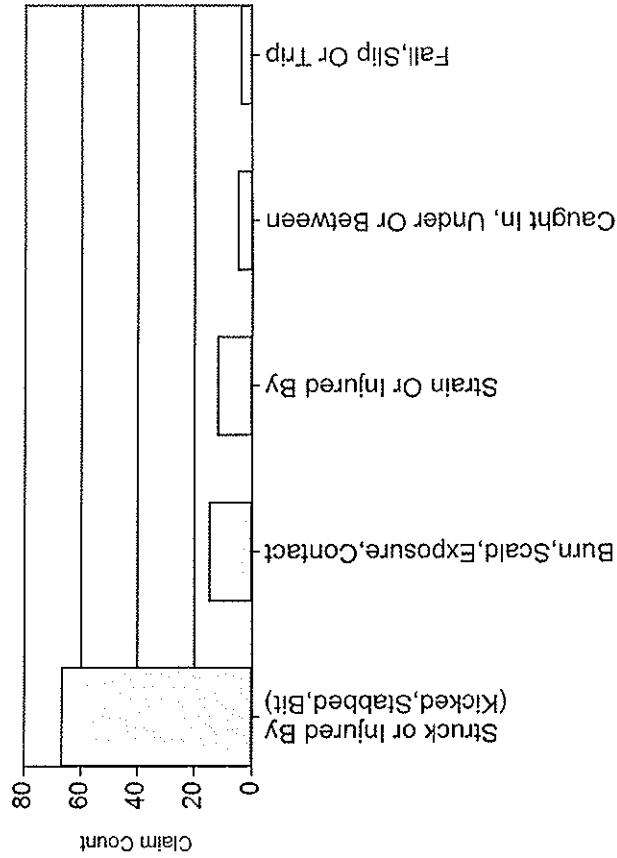 Claim Count
80
60
40
20
0
Struck or Injured By
(Kicked,Stabbed,Bit)
Burn,Scald,Exposure,Contact
Strain Or Injured By
Caught In, Under Or Between
Fall,Slip Or Trip